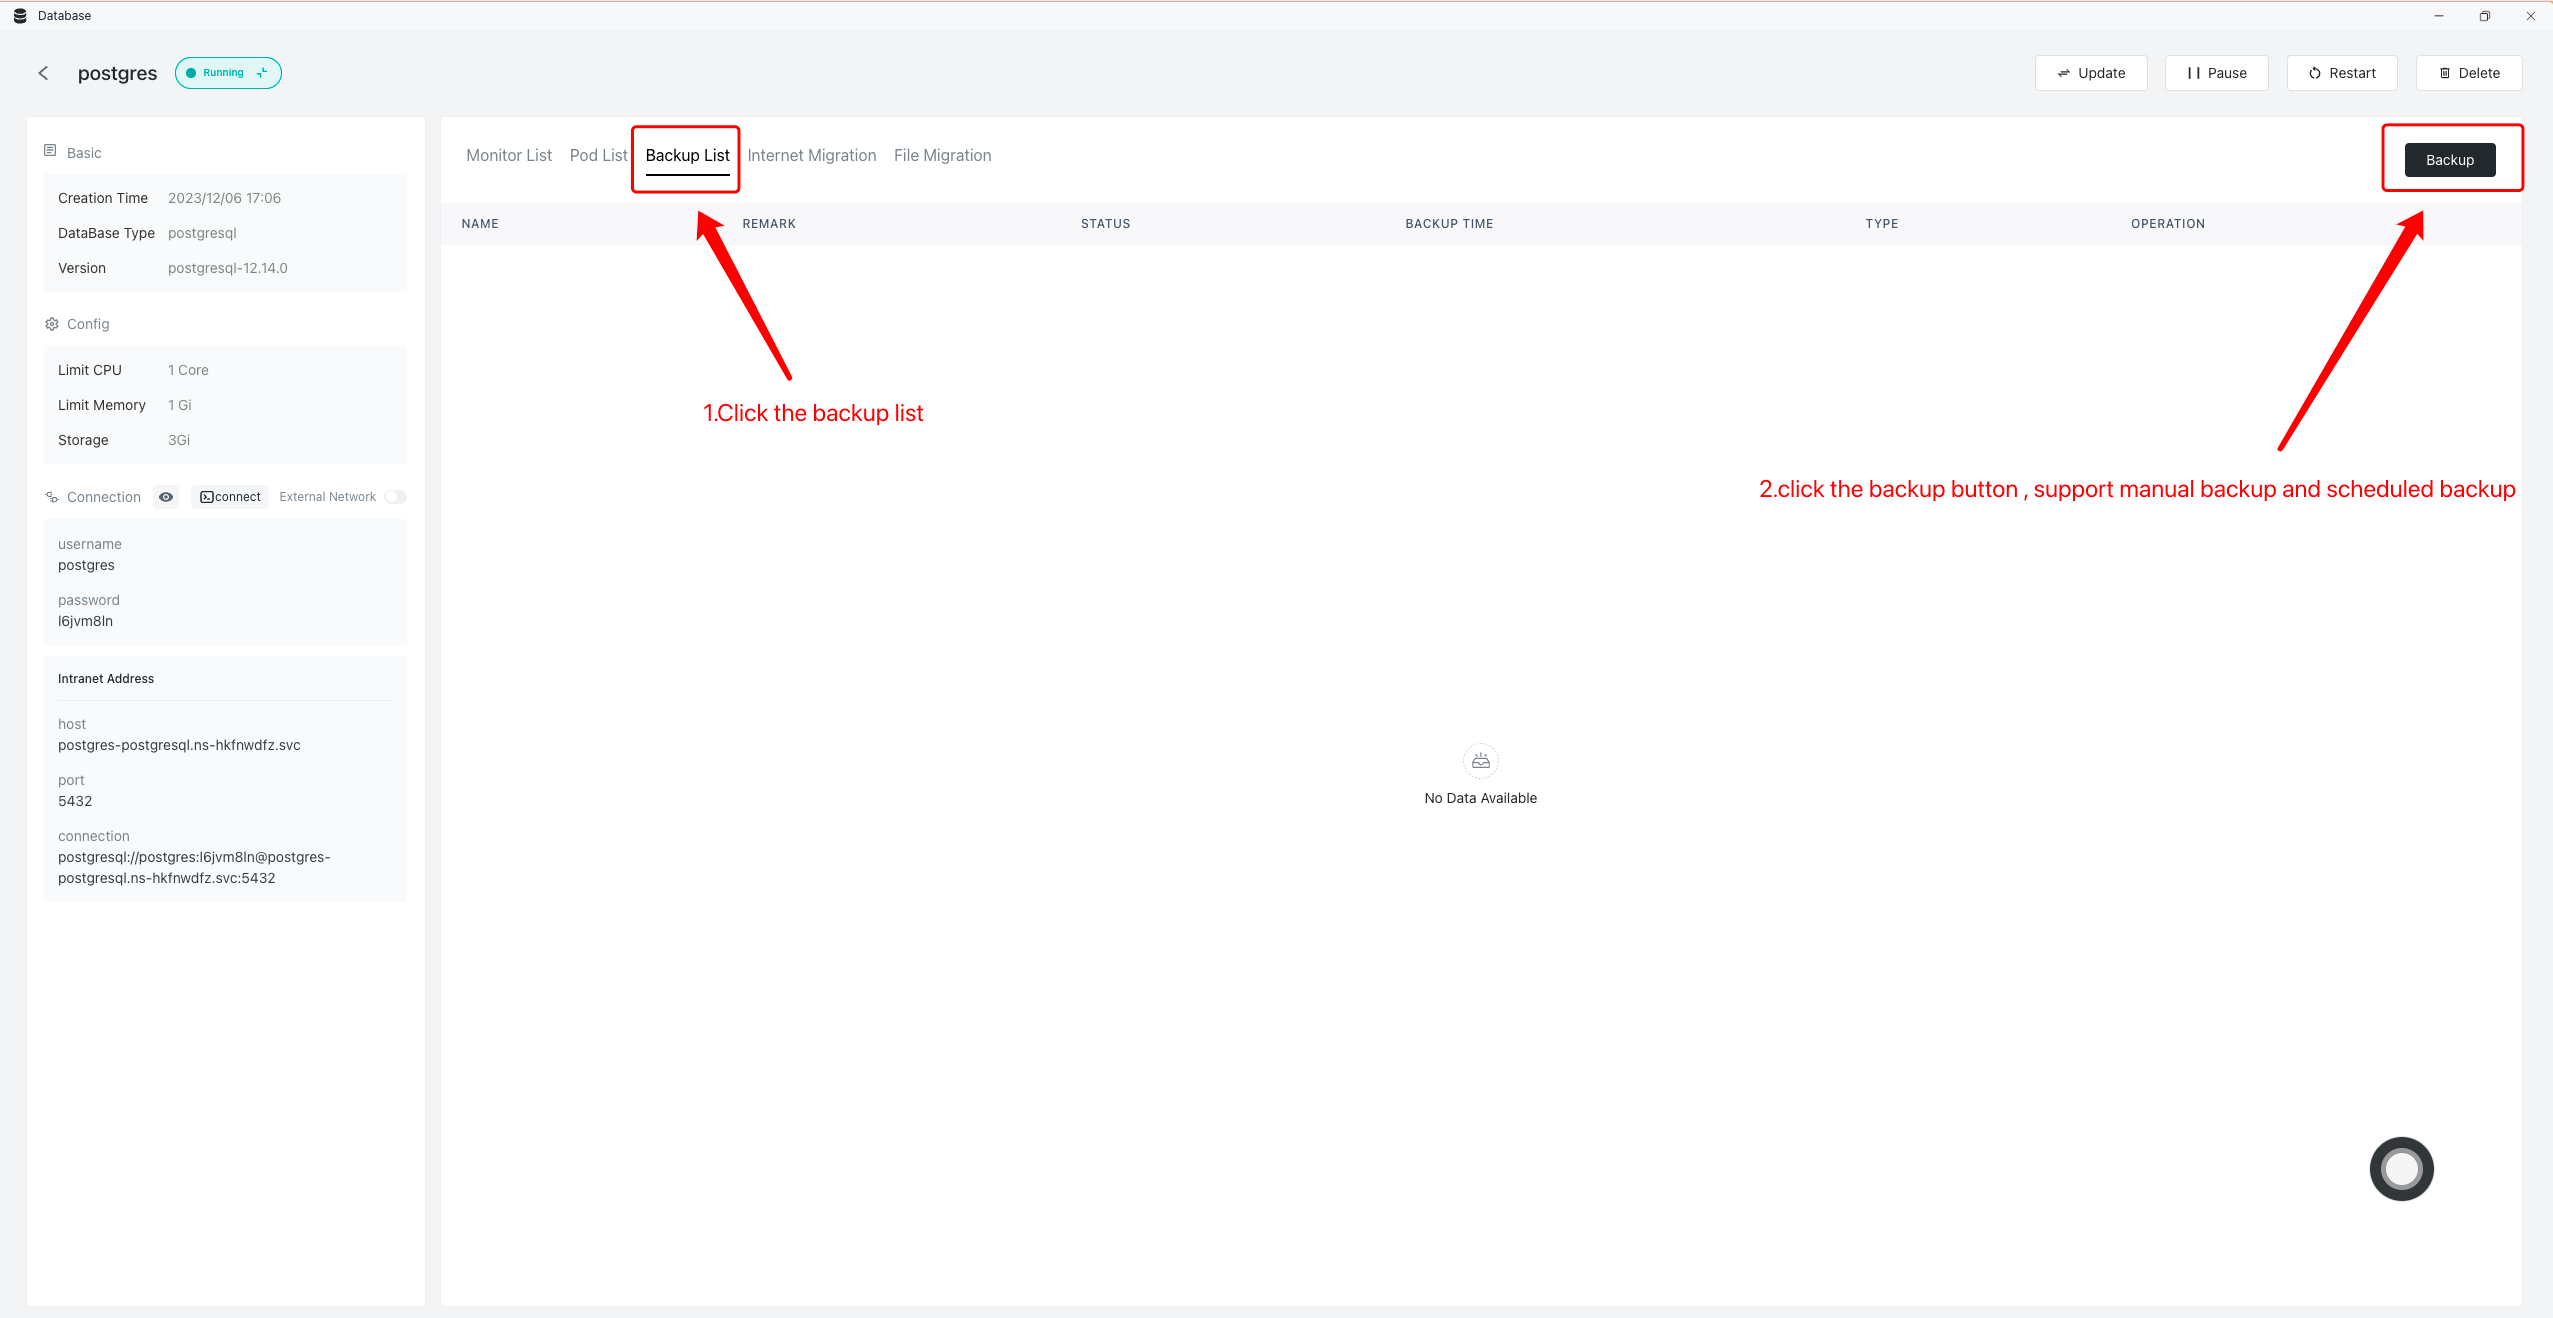 Database
postgres
Running
Update
Pause
Restart
Delete
Basic
Creation Time 2023/12/06 17:06
DataBase Type postgresql
Version postgresql-12.14.0
Config
Limit CPU 1 Core
Limit Memory 1 Gi
Storage 3Gi
Connection connect External Network
username
postgres
password
l6jvm8ln
Intranet Address
host
postgres-postgresql.ns-hkfnwdfz.svc
port
5432
connection
postgresql://postgres:l6jvm8ln@postgres-
postgresql.ns-hkfnwdfz.svc:5432
Monitor List Pod List Backup List Internet Migration File Migration
Backup
NAME REMARK STATUS BACKUP TIME TYPE OPERATION
1.Click the backup list
2.click the backup button , support manual backup and scheduled backup
No Data Available